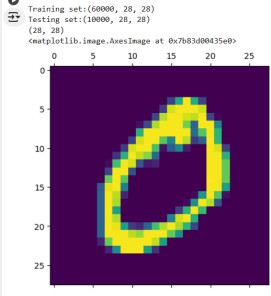 Training set:(60000, 28, 28)
Testing set:(10000, 28, 28)
(28, 28)
<matplotlib.image.AxesImage at 0x7b83d00435e0>
0 5 10 15 20 25
0
5
10
15
20
25